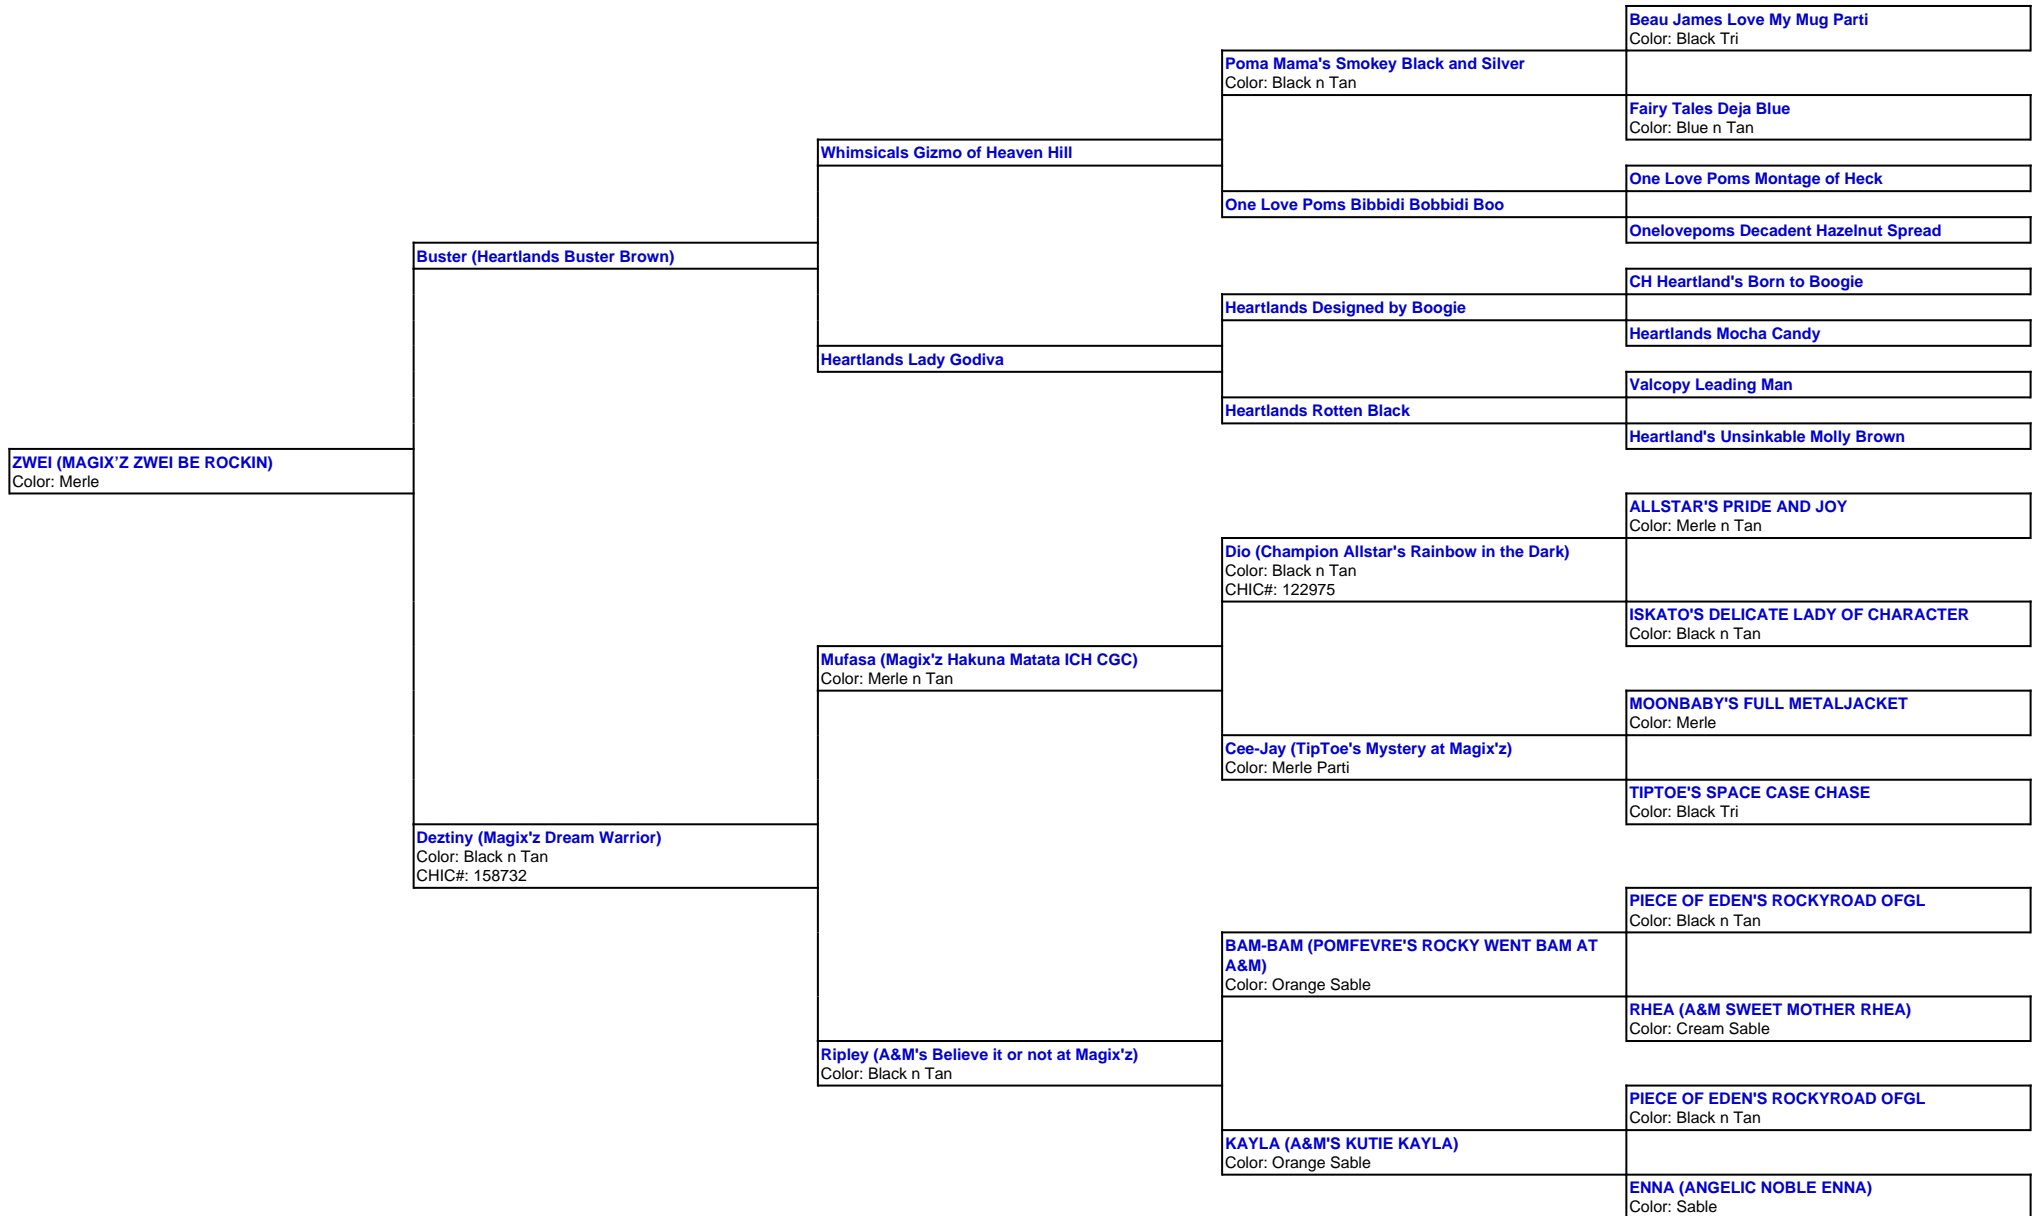 Beau James Love My Mug Parti
Color: Black Tri
Poma Mama's Smokey Black and Silver
Color: Black n Tan
Fairy Tales Deja Blue
Color: Blue n Tan
Whimsicals Gizmo of Heaven Hill
One Love Poms Montage of Heck
One Love Poms Bibbidi Bobbidi Boo
Onelovepoms Decadent Hazelnut Spread
Buster (Heartlands Buster Brown)
CH Heartland's Born to Boogie
Heartlands Designed by Boogie
Heartlands Mocha Candy
Heartlands Lady Godiva
Valcopy Leading Man
Heartlands Rotten Black
Heartland's Unsinkable Molly Brown
ZWEI (MAGIX’Z ZWEI BE ROCKIN)
Color: Merle
ALLSTAR'S PRIDE AND JOY
Color: Merle n Tan
Dio (Champion Allstar's Rainbow in the Dark)
Color: Black n Tan
CHIC#: 122975
ISKATO'S DELICATE LADY OF CHARACTER
Color: Black n Tan
Mufasa (Magix'z Hakuna Matata ICH CGC)
Color: Merle n Tan
MOONBABY'S FULL METALJACKET
Color: Merle
Cee-Jay (TipToe's Mystery at Magix'z)
Color: Merle Parti
TIPTOE'S SPACE CASE CHASE
Color: Black Tri
Deztiny (Magix'z Dream Warrior)
Color: Black n Tan
CHIC#: 158732
PIECE OF EDEN'S ROCKYROAD OFGL
Color: Black n Tan
BAM-BAM (POMFEVRE'S ROCKY WENT BAM AT
A&M)
Color: Orange Sable
RHEA (A&M SWEET MOTHER RHEA)
Color: Cream Sable
Ripley (A&M's Believe it or not at Magix'z)
Color: Black n Tan
PIECE OF EDEN'S ROCKYROAD OFGL
Color: Black n Tan
KAYLA (A&M'S KUTIE KAYLA)
Color: Orange Sable
ENNA (ANGELIC NOBLE ENNA)
Color: Sable